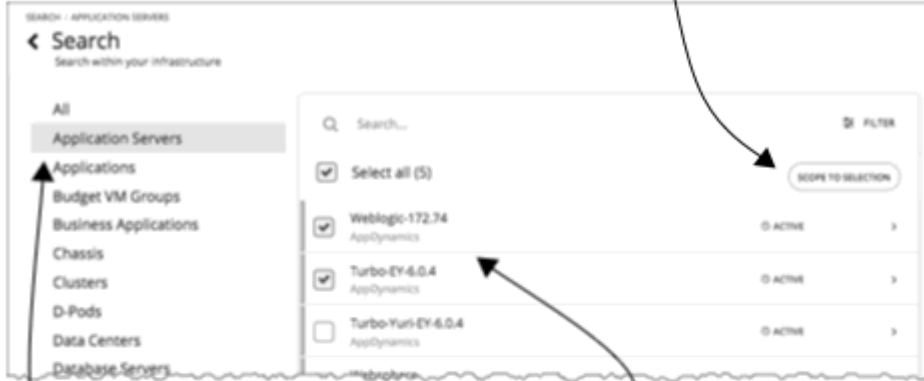 SEARCH / APPLICATION SERVERS
Search
Search within your infrastructure
All
Application Servers
Applications
Budget VM Groups
Business Applications
Chassis
Clusters
D-Pods
Data Centers
Database Servers
Search...
FILTER
Select all (5)
SCOPE TO SELECTION
Weblogic-172.74
AppDynamics
ACTIVE
Turbo-EY-6.0.4
AppDynamics
ACTIVE
Turbo-Yuri-EY-6.0.4
AppDynamics
ACTIVE